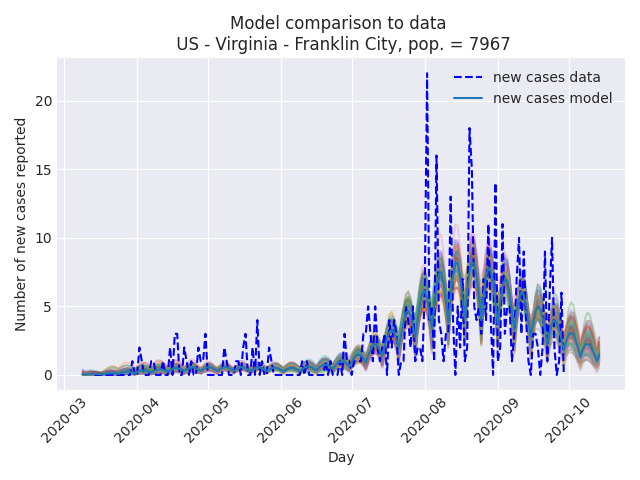 Model comparison to data
US - Virginia - Franklin City, pop. = 7967
new cases data
new cases model
Number of new cases reported
20
15
10
5
0
2020-03
2020-04
2020-05
2020-06
2020-07
2020-08
2020-09
2020-10
Day